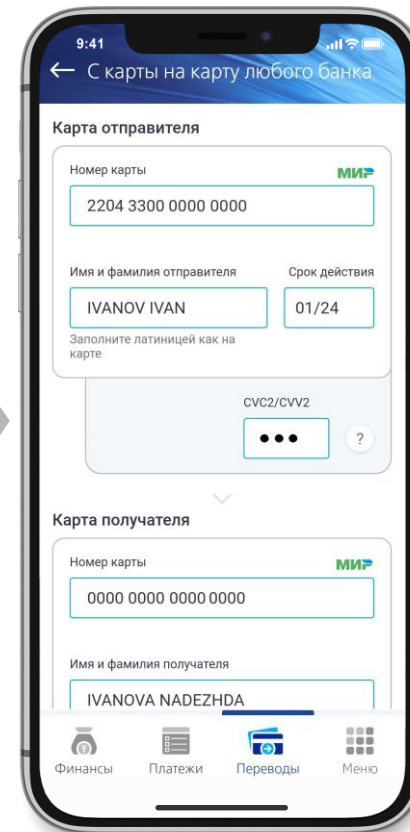 9:41
С карты на карту любого банка
Карта отправителя
Номер карты
МИР
2204 3300 0000 0000
Имя и фамилия отправителя
Срок действия
IVANOV IVAN
01/24
Заполните латиницей как на
карте
CVC2/CVV2
?
Карта получателя
Номер карты
МИР
0000 0000 0000 0000
Имя и фамилия получателя
IVANOVA NADEZHDA
Финансы
Платежи
Переводы
Меню